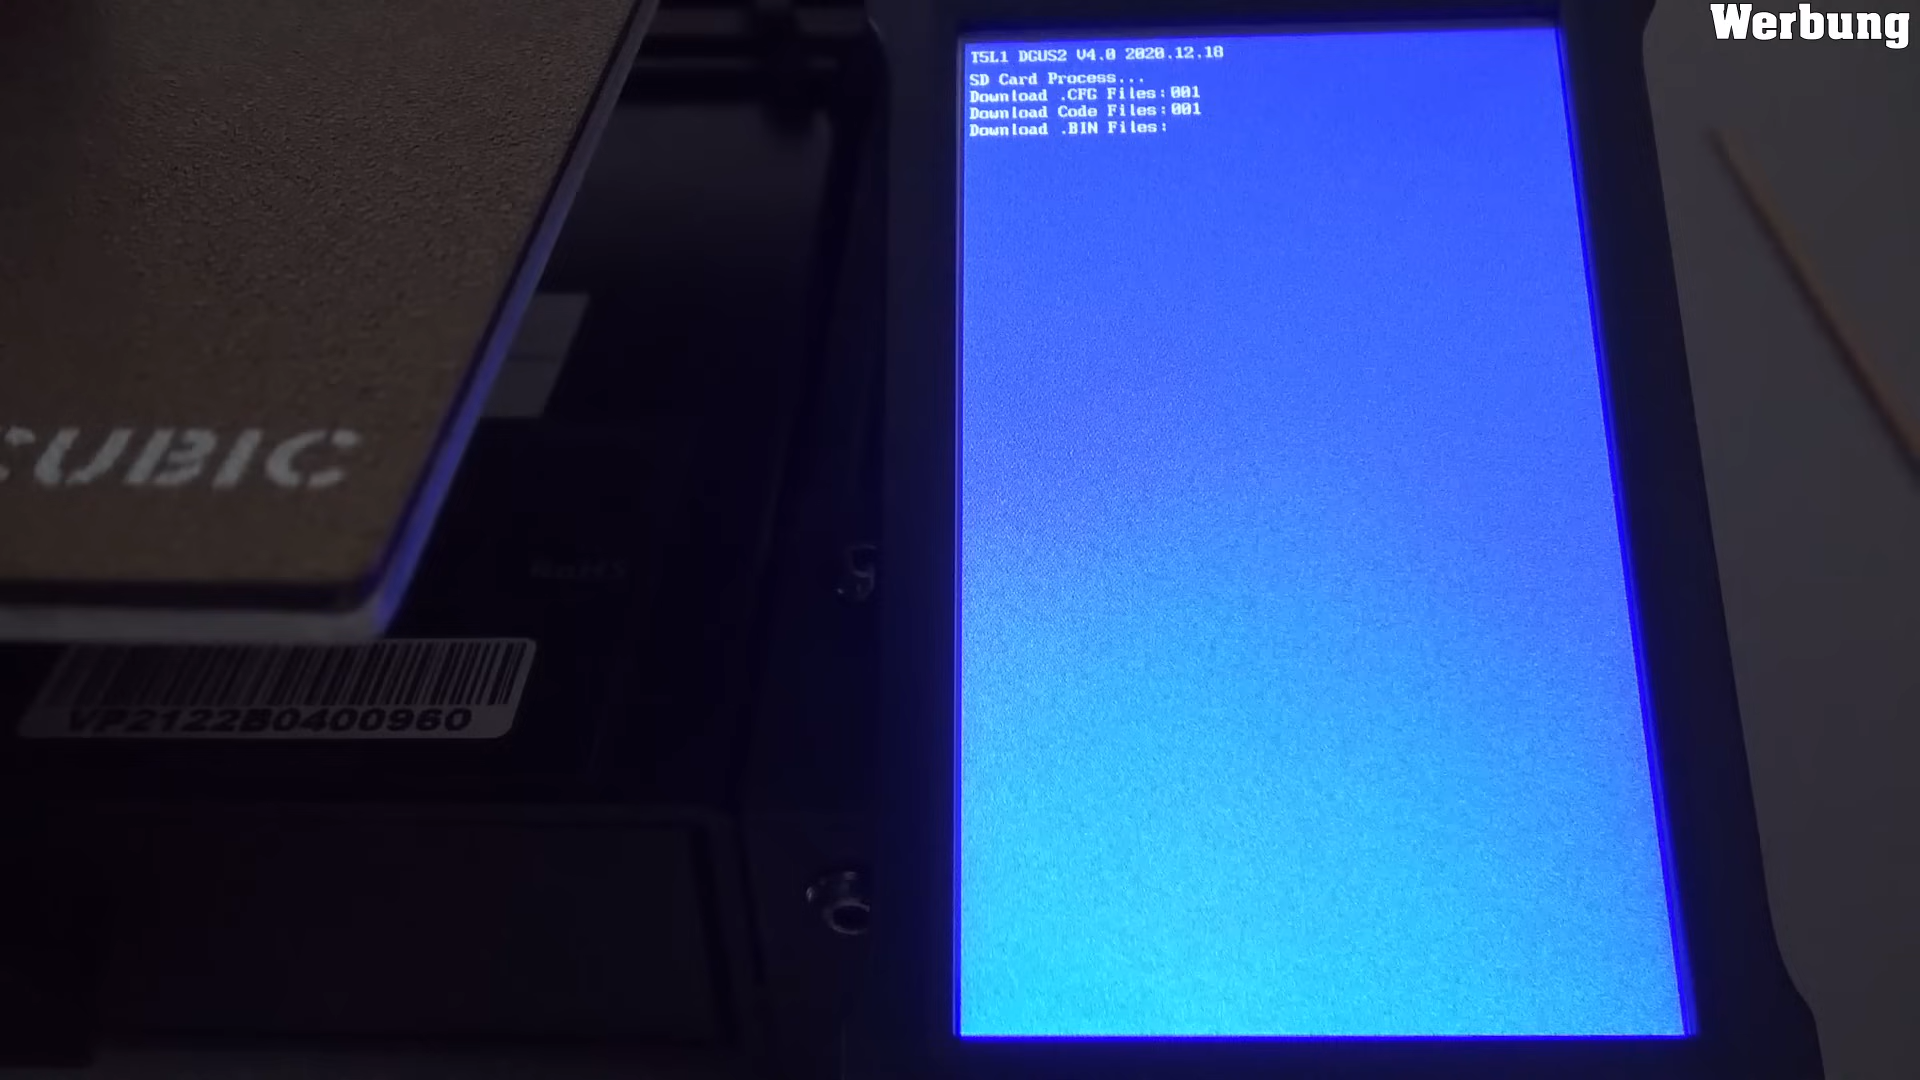 Werbung
T5L1 DGUS2 V4.0 2020.12.18
SD Card Process...
Download .CFG Files:001
Download Code Files:001
Download .BIN Files:
CUBIC
VP2122B0400960